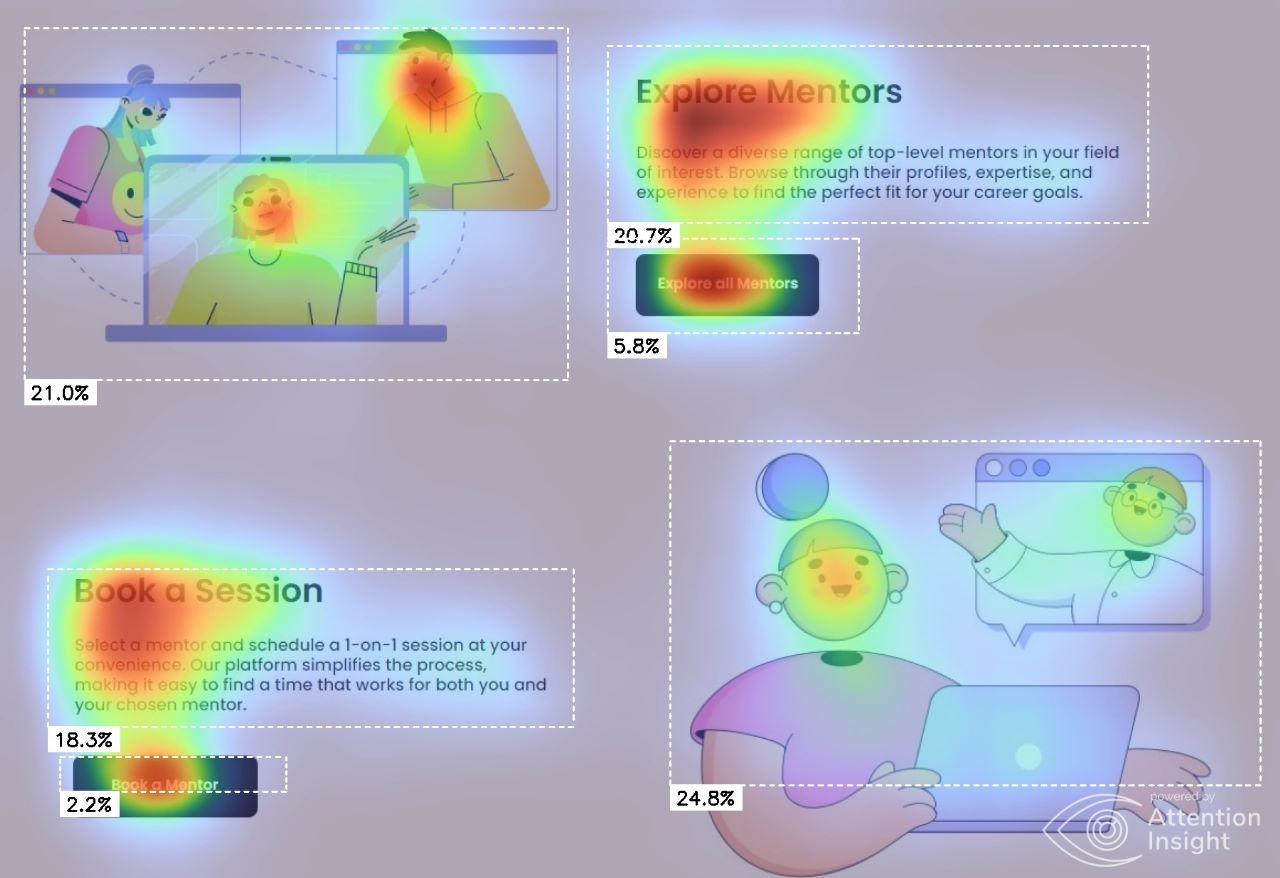 Explore Mentors
Discover a diverse range of top-level mentors in your field
of interest. Browse through their profiles, expertise, and
experience to find the perfect fit for your career goals.
20.7%
Explore all Mentors
5.8%
21.0%
Book a Session
Select a mentor and schedule a 1-on-1 session at your
convenience. Our platform simplifies the process,
making it easy to find a time that works for both you and
your chosen mentor.
18.3%
Book a Mentor
2.2%
24.8%
powered by
Attention
Insight